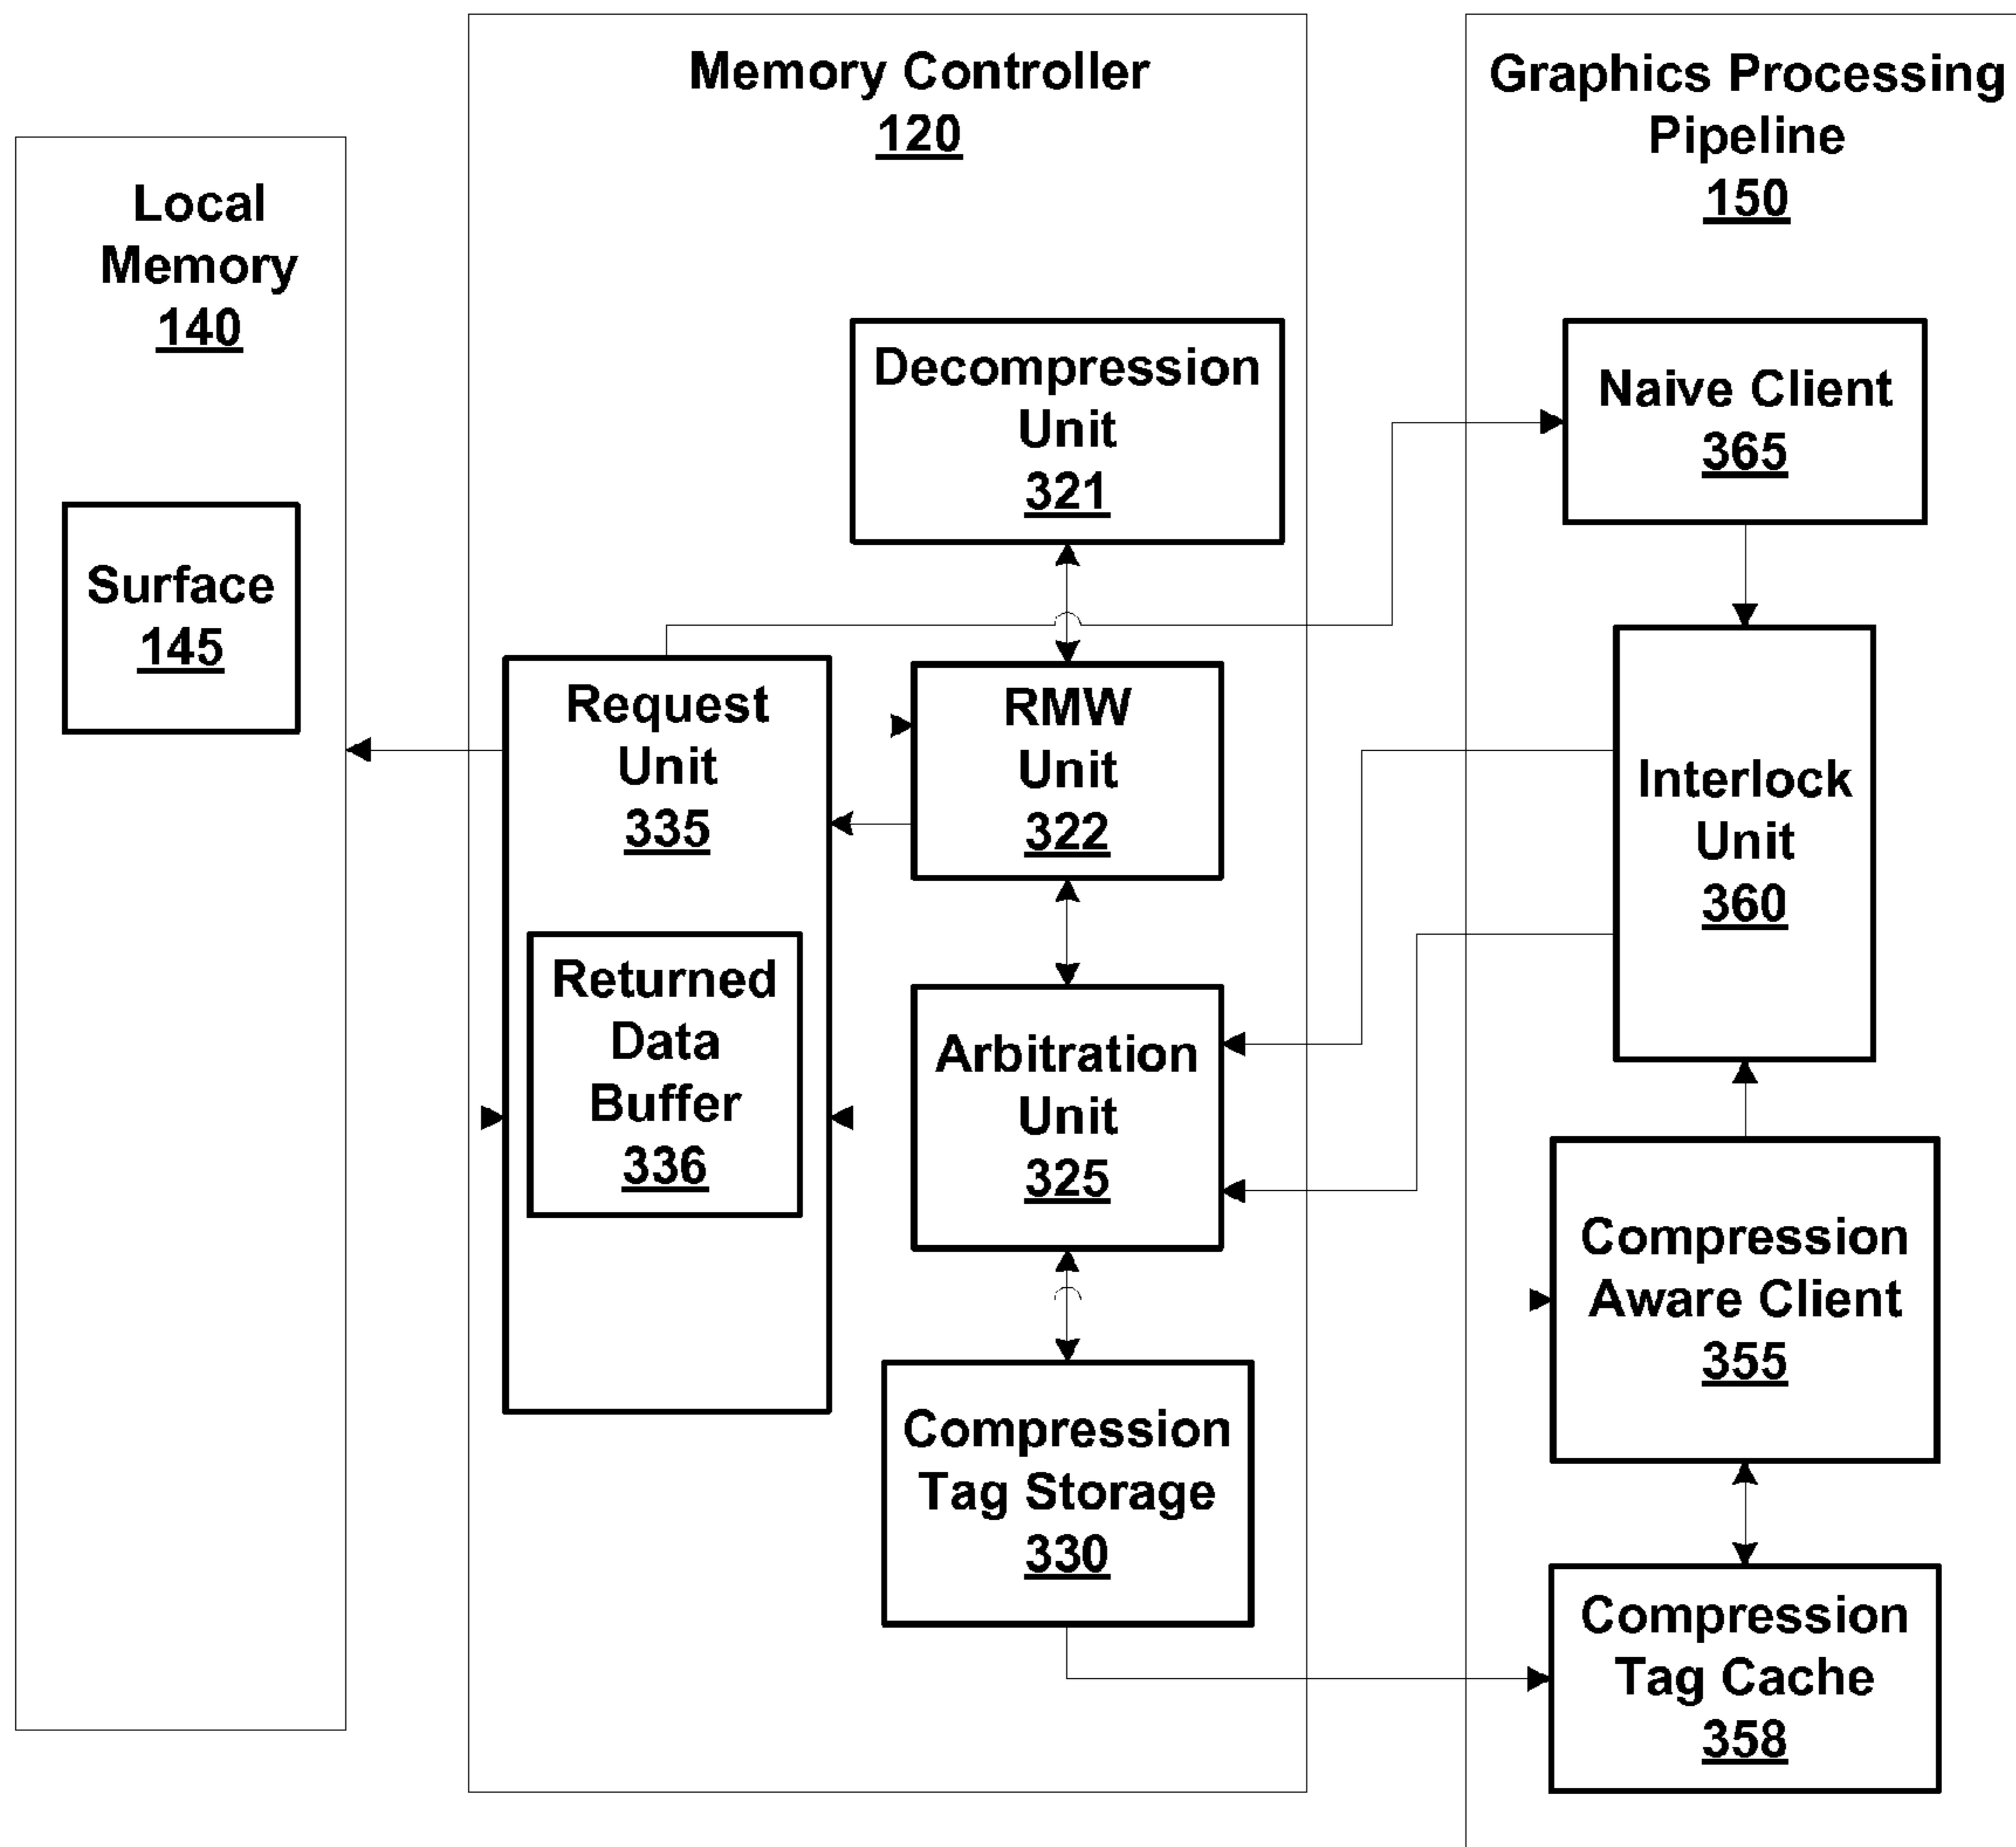 Memory Controller
120
Graphics Processing
Pipeline
150
Local
Memory
140
Surface
145
Decompression
Unit
321
Naive Client
365
Request
Unit
335
RMW
Unit
322
Interlock
Unit
360
Returned
Data
Buffer
336
Arbitration
Unit
325
Compression
Aware Client
355
Compression
Tag Storage
330
Compression
Tag Cache
358